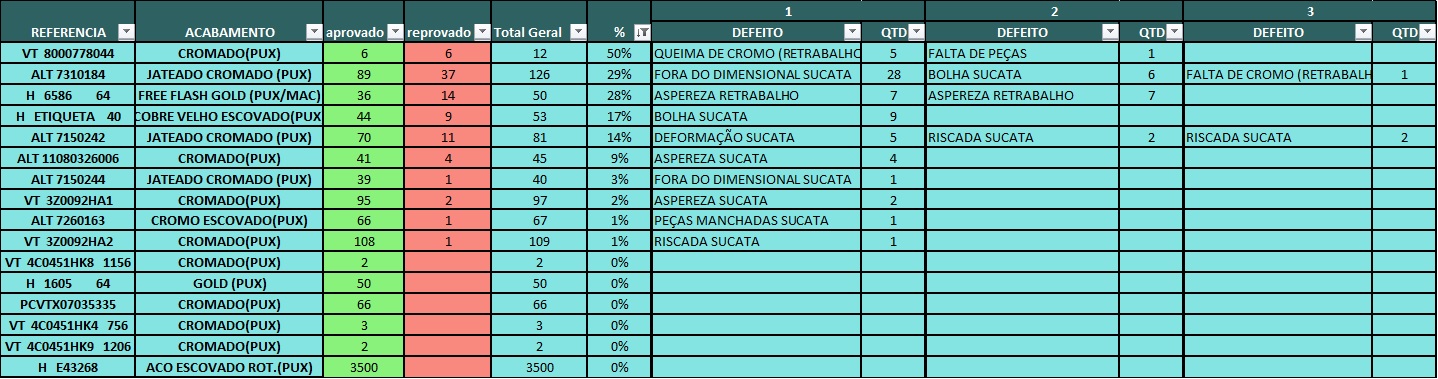 1 2 3
REFERENCIA ACABAMENTO aprovado reprovado Total Geral % DEFEITO QTD DEFEITO QTD DEFEITO QTD
VT 8000778044 CROMADO(PUX) 6 6 12 50% QUEIMA DE CROMO (RETRABALHO 5 FALTA DE PEÇAS 1
ALT 7310184 JATEADO CROMADO (PUX) 89 37 126 29% FORA DO DIMENSIONAL SUCATA 28 BOLHA SUCATA 6 FALTA DE CROMO (RETRABALH 1
H 6586 64 FREE FLASH GOLD (PUX/MAC) 36 14 50 28% ASPEREZA RETRABALHO 7 ASPEREZA RETRABALHO 7
H ETIQUETA 40 COBRE VELHO ESCOVADO(PUX 44 9 53 17% BOLHA SUCATA 9
ALT 7150242 JATEADO CROMADO (PUX) 70 11 81 14% DEFORMAÇÃO SUCATA 5 RISCADA SUCATA 2 RISCADA SUCATA 2
ALT 11080326006 CROMADO(PUX) 41 4 45 9% ASPEREZA SUCATA 4
ALT 7150244 JATEADO CROMADO (PUX) 39 1 40 3% FORA DO DIMENSIONAL SUCATA 1
VT 3Z0092HA1 CROMADO(PUX) 95 2 97 2% ASPEREZA SUCATA 2
ALT 7260163 CROMO ESCOVADO(PUX) 66 1 67 1% PEÇAS MANCHADAS SUCATA 1
VT 3Z0092HA2 CROMADO(PUX) 108 1 109 1% RISCADA SUCATA 1
VT 4C0451HK8 1156 CROMADO(PUX) 2 2 0%
H 1605 64 GOLD (PUX) 50 50 0%
PCVTX07035335 CROMADO(PUX) 66 66 0%
VT 4C0451HK4 756 CROMADO(PUX) 3 3 0%
VT 4C0451HK9 1206 CROMADO(PUX) 2 2 0%
H E43268 ACO ESCOVADO ROT.(PUX) 3500 3500 0%